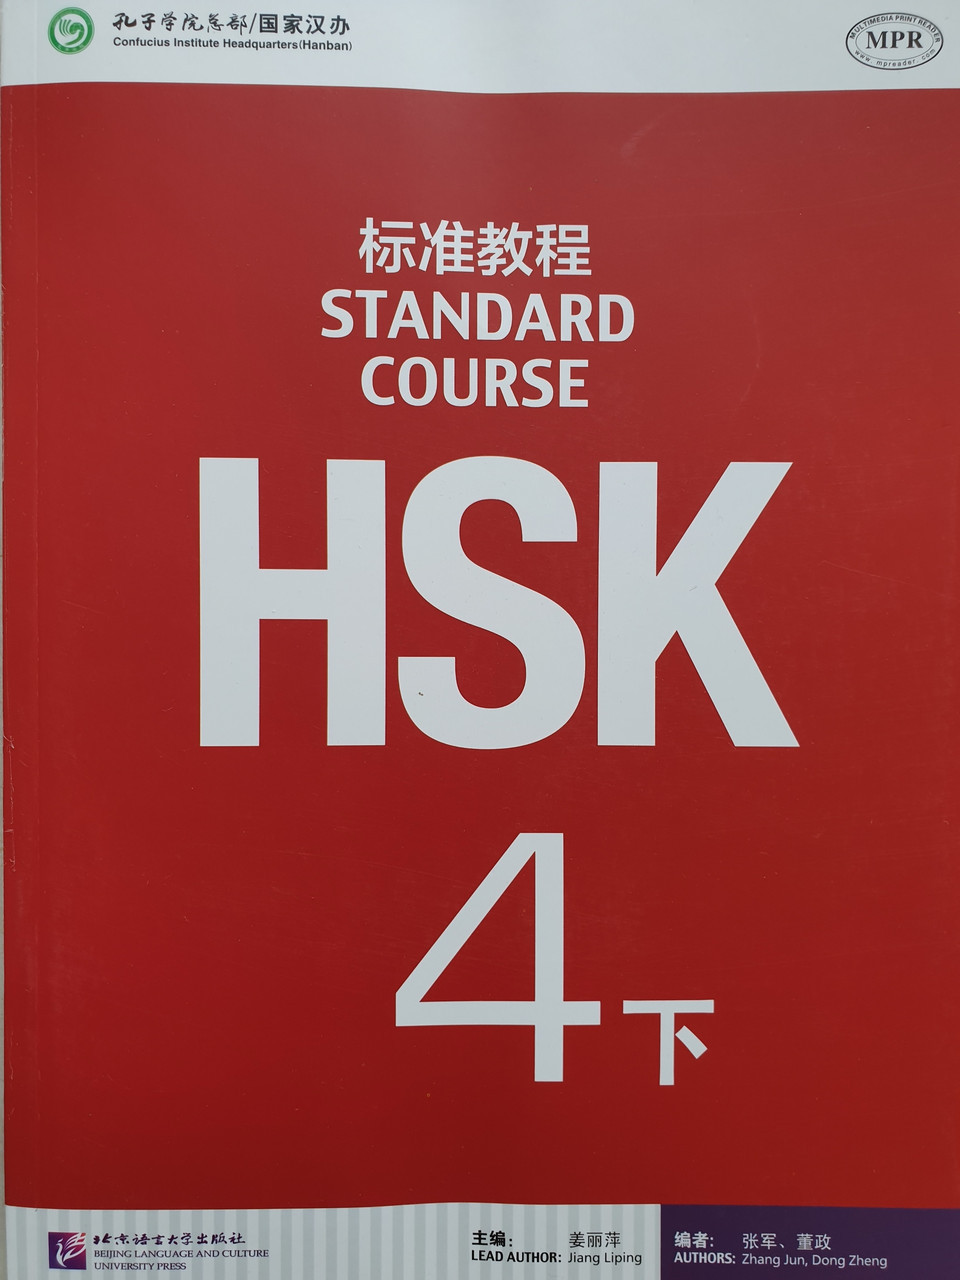 孔子学院总部/国家汉办
Confucius Institute Headquarters(Hanban)
MULTIMEDIA PRINT READER
MPR
www.mpreader.com
标准教程
STANDARD
COURSE
HSK
4下
北京语言大学出版社
BEIJING LANGUAGE AND CULTURE
UNIVERSITY PRESS
主编： 姜丽萍
LEAD AUTHOR: Jiang Liping
编者： 张军、董政
AUTHORS: Zhang Jun, Dong Zheng